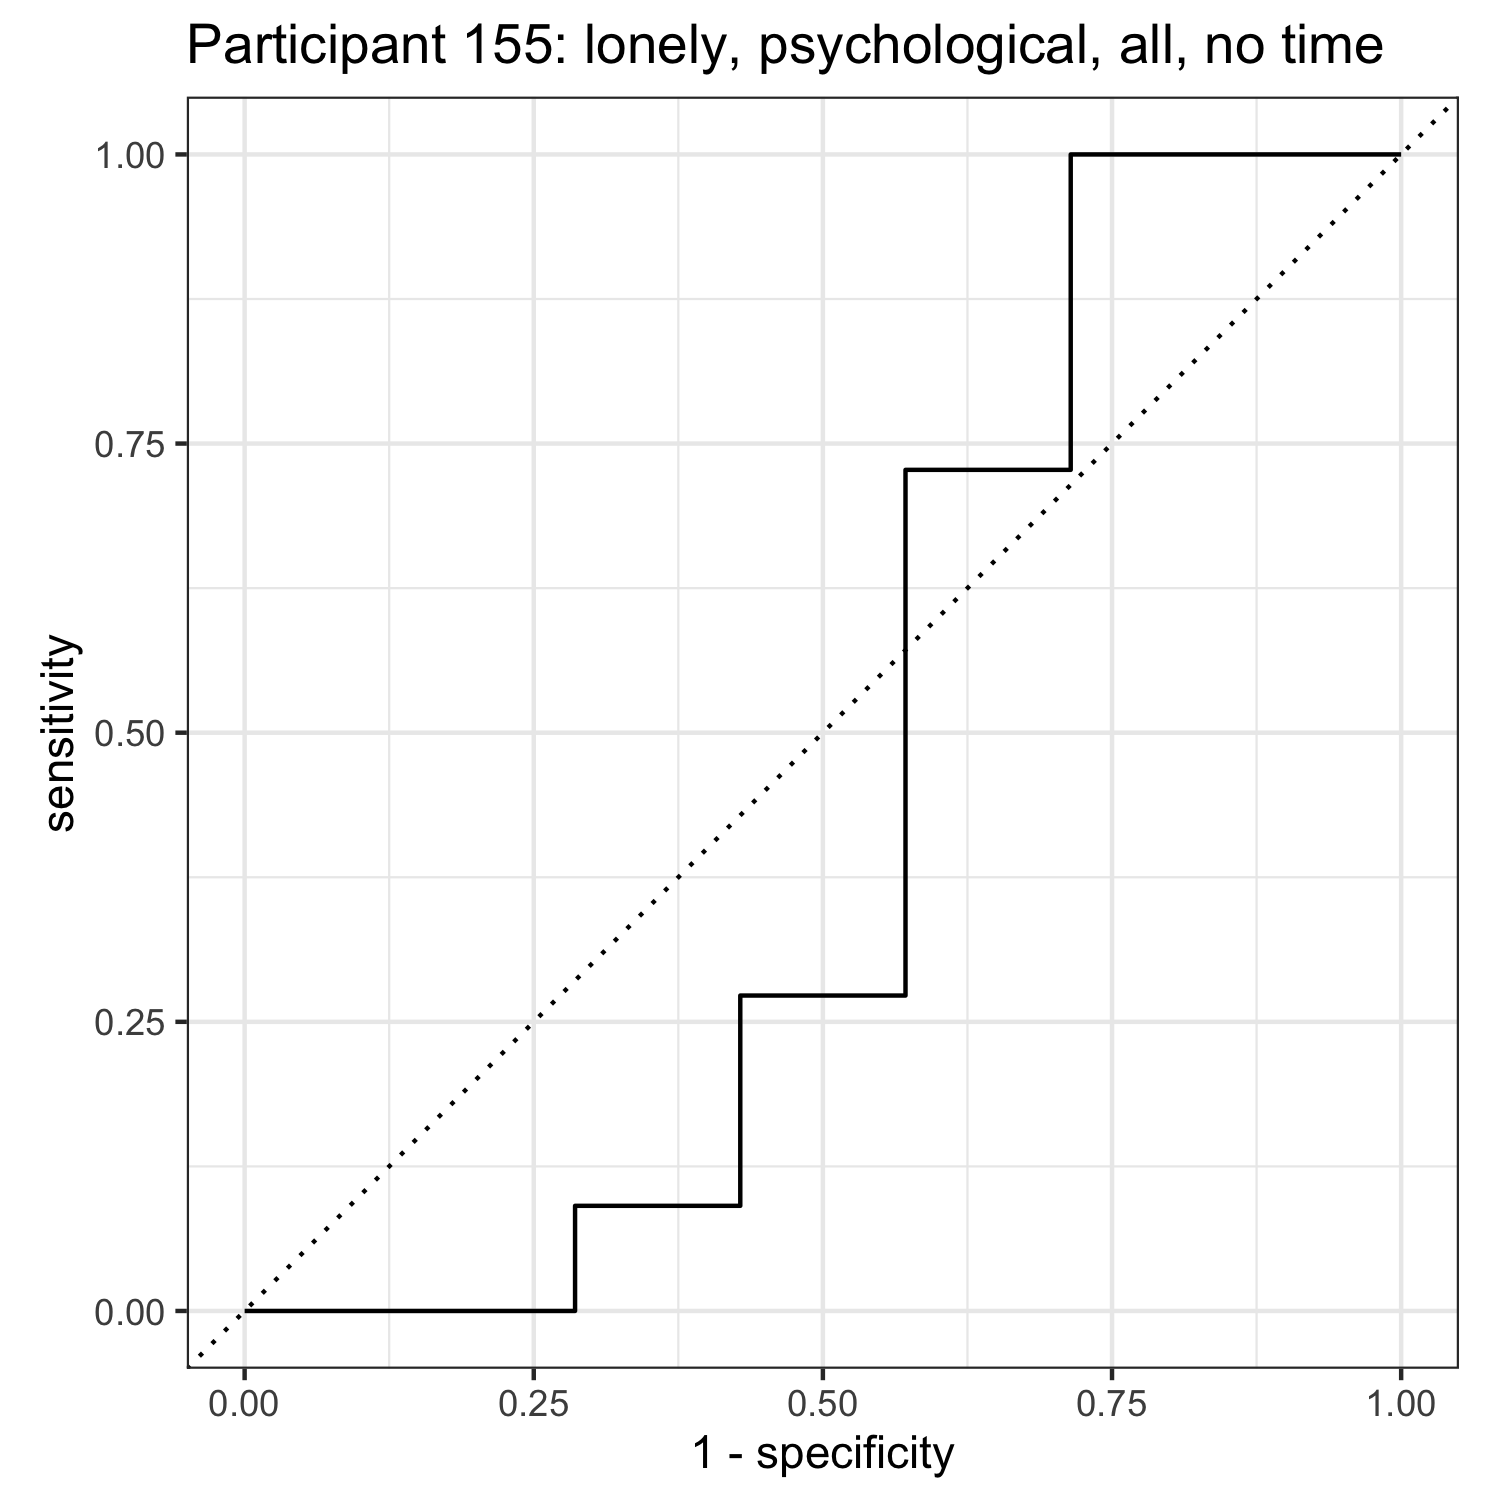 Participant 155: lonely, psychological, all, no time
1.00
0.75
0.50
0.25
0.00
sensitivity
0.00 0.25 0.50 0.75 1.00
1 - specificity